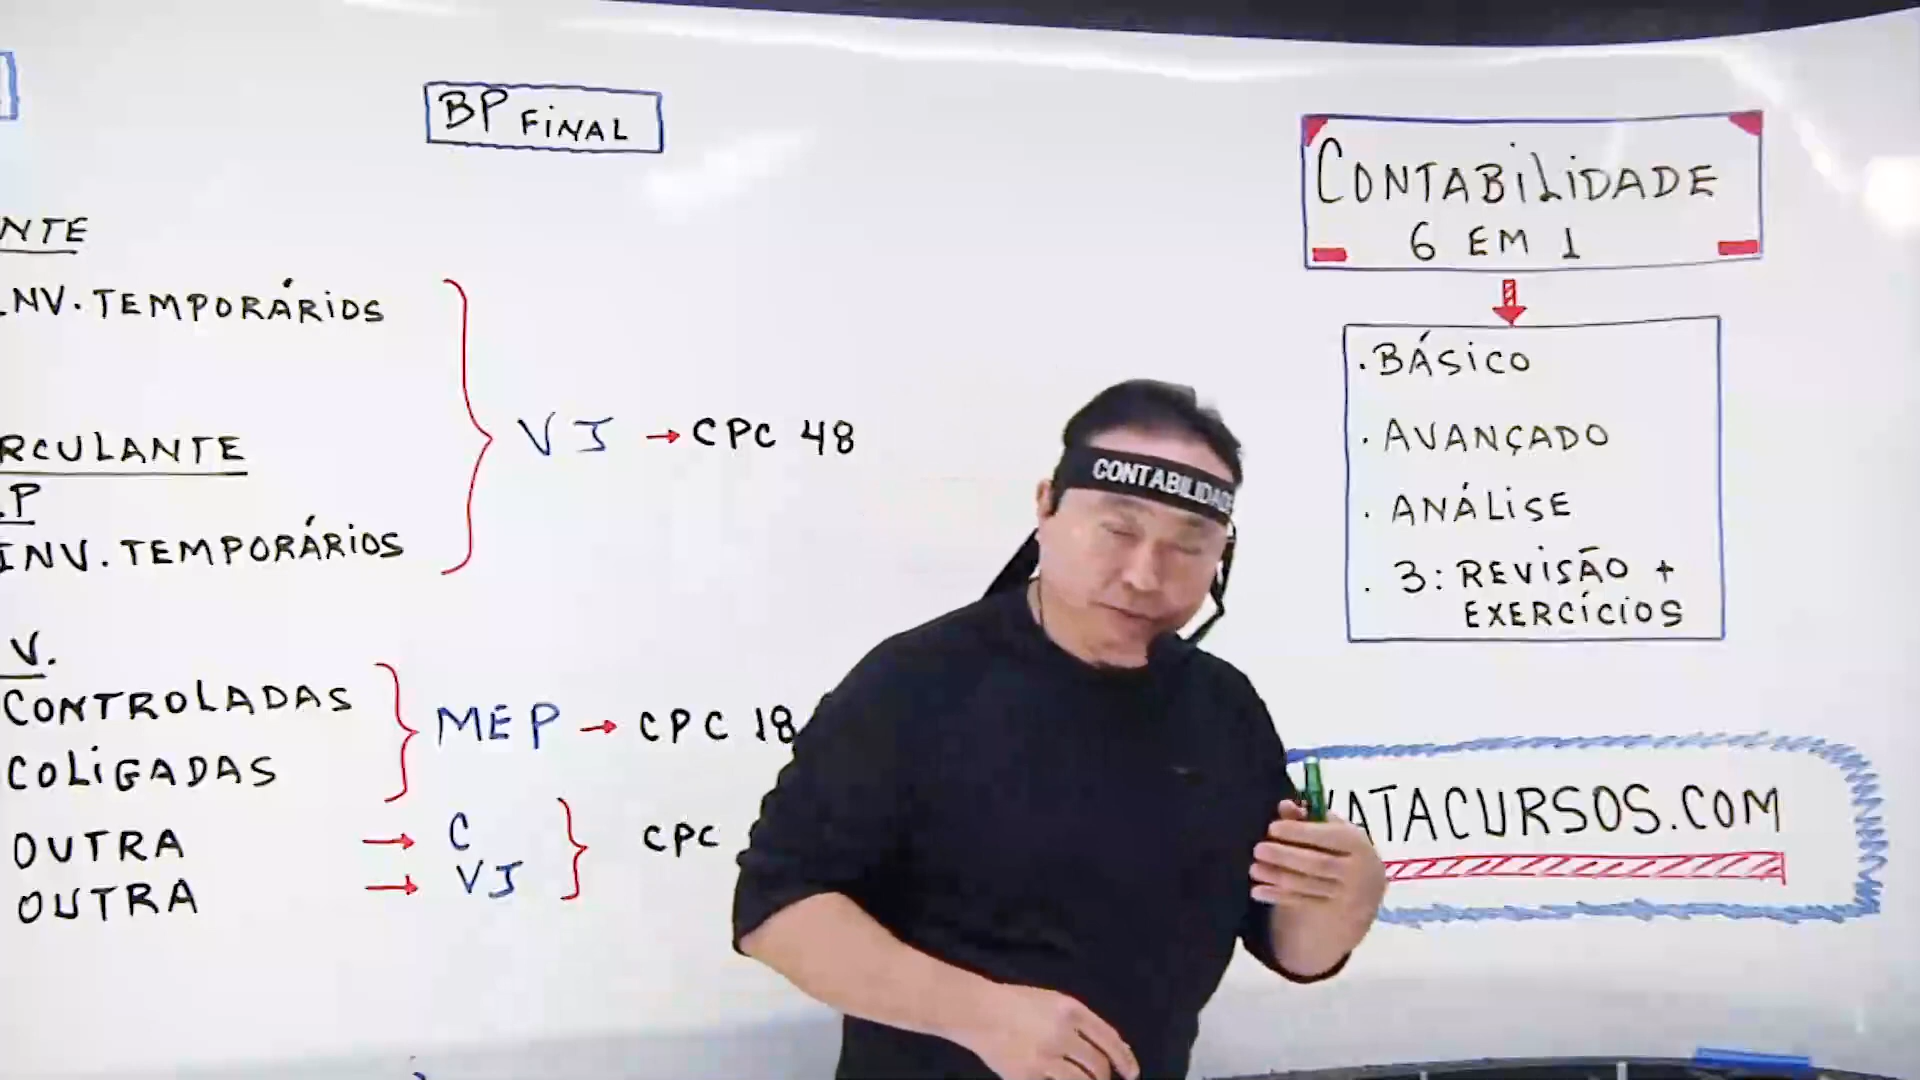 BP FINAL
NTE
INV. TEMPORÁRIOS
RCULANTE
P
INV. TEMPORÁRIOS
VJ → CPC 48
V.
CONTROLADAS
COLIGADAS
MEP → CPC 18
OUTRA → C
OUTRA → VJ
CPC
CONTABILIDADE
6 EM 1
· BÁSICO
· AVANÇADO
· ANÁLISE
· 3: REVISÃO +
EXERCÍCIOS
ATACURSOS.COM
CONTABILIDADE